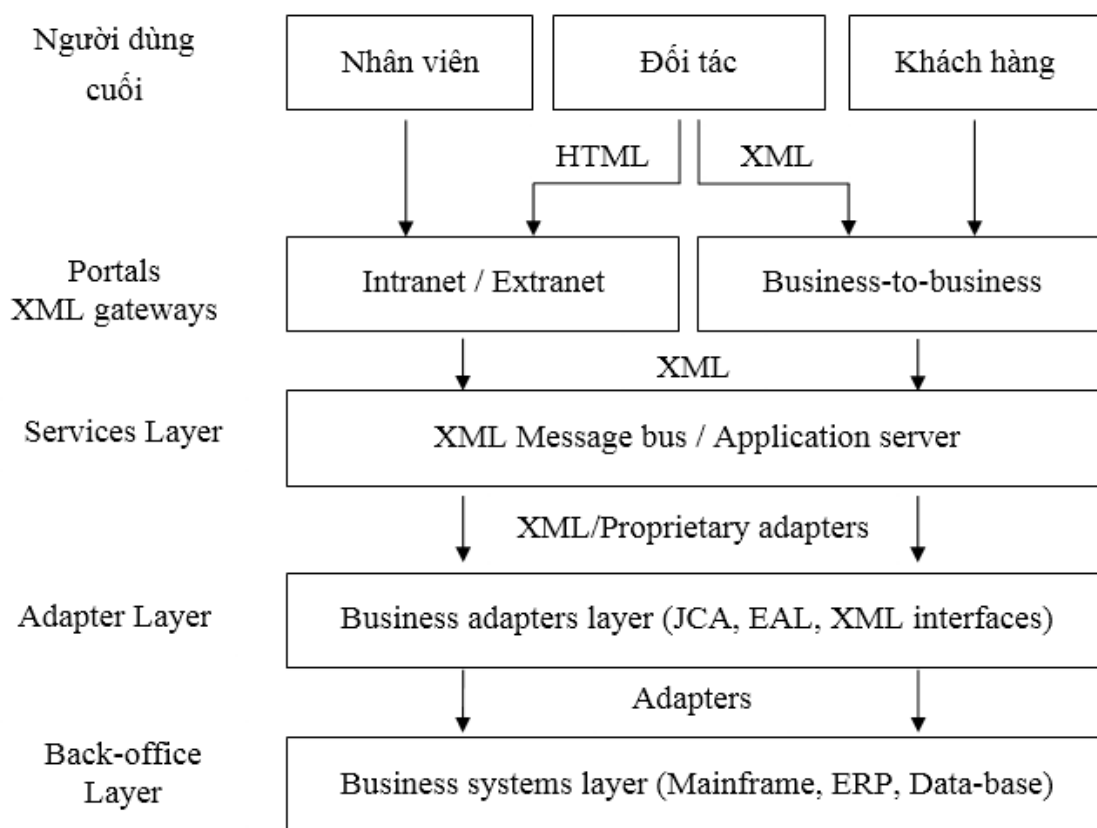 Người dùng
cuối
Nhân viên
Đối tác
Khách hàng
HTML
XML
Portals
XML gateways
Intranet / Extranet
Business-to-business
XML
Services Layer
XML Message bus / Application server
XML/Proprietary adapters
Adapter Layer
Business adapters layer (JCA, EAL, XML interfaces)
Adapters
Back-office
Layer
Business systems layer (Mainframe, ERP, Data-base)